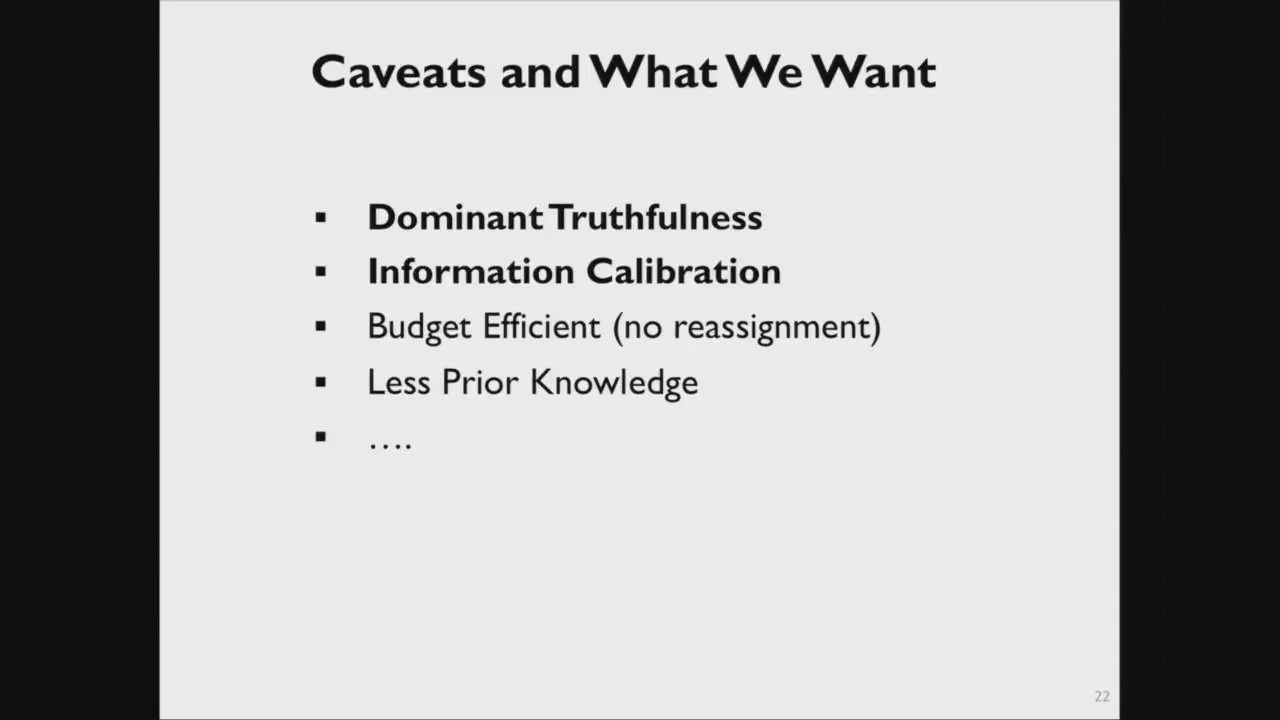 Caveats and What We Want
▪ Dominant Truthfulness
▪ Information Calibration
▪ Budget Efficient (no reassignment)
▪ Less Prior Knowledge
▪ ….
22